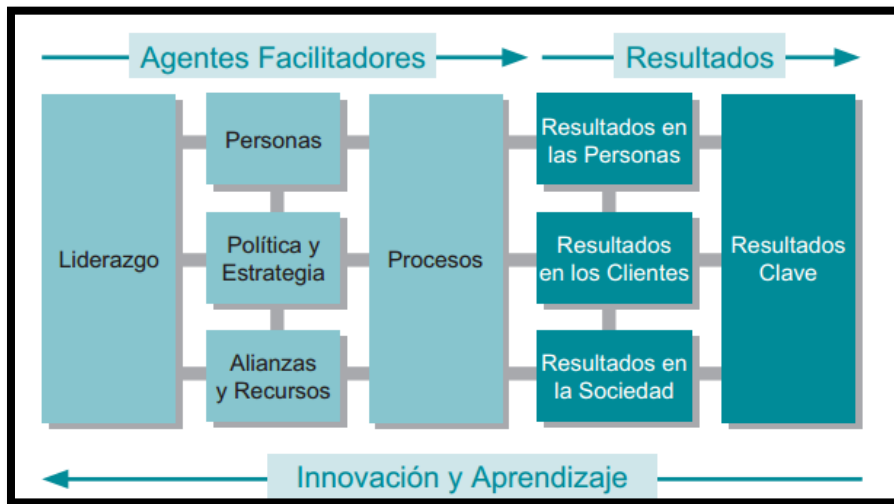 Agentes Facilitadores
Resultados
Liderazgo
Personas
Política y
Estrategia
Alianzas
y Recursos
Procesos
Resultados en
las Personas
Resultados
en los Clientes
Resultados en
la Sociedad
Resultados
Clave
Innovación y Aprendizaje